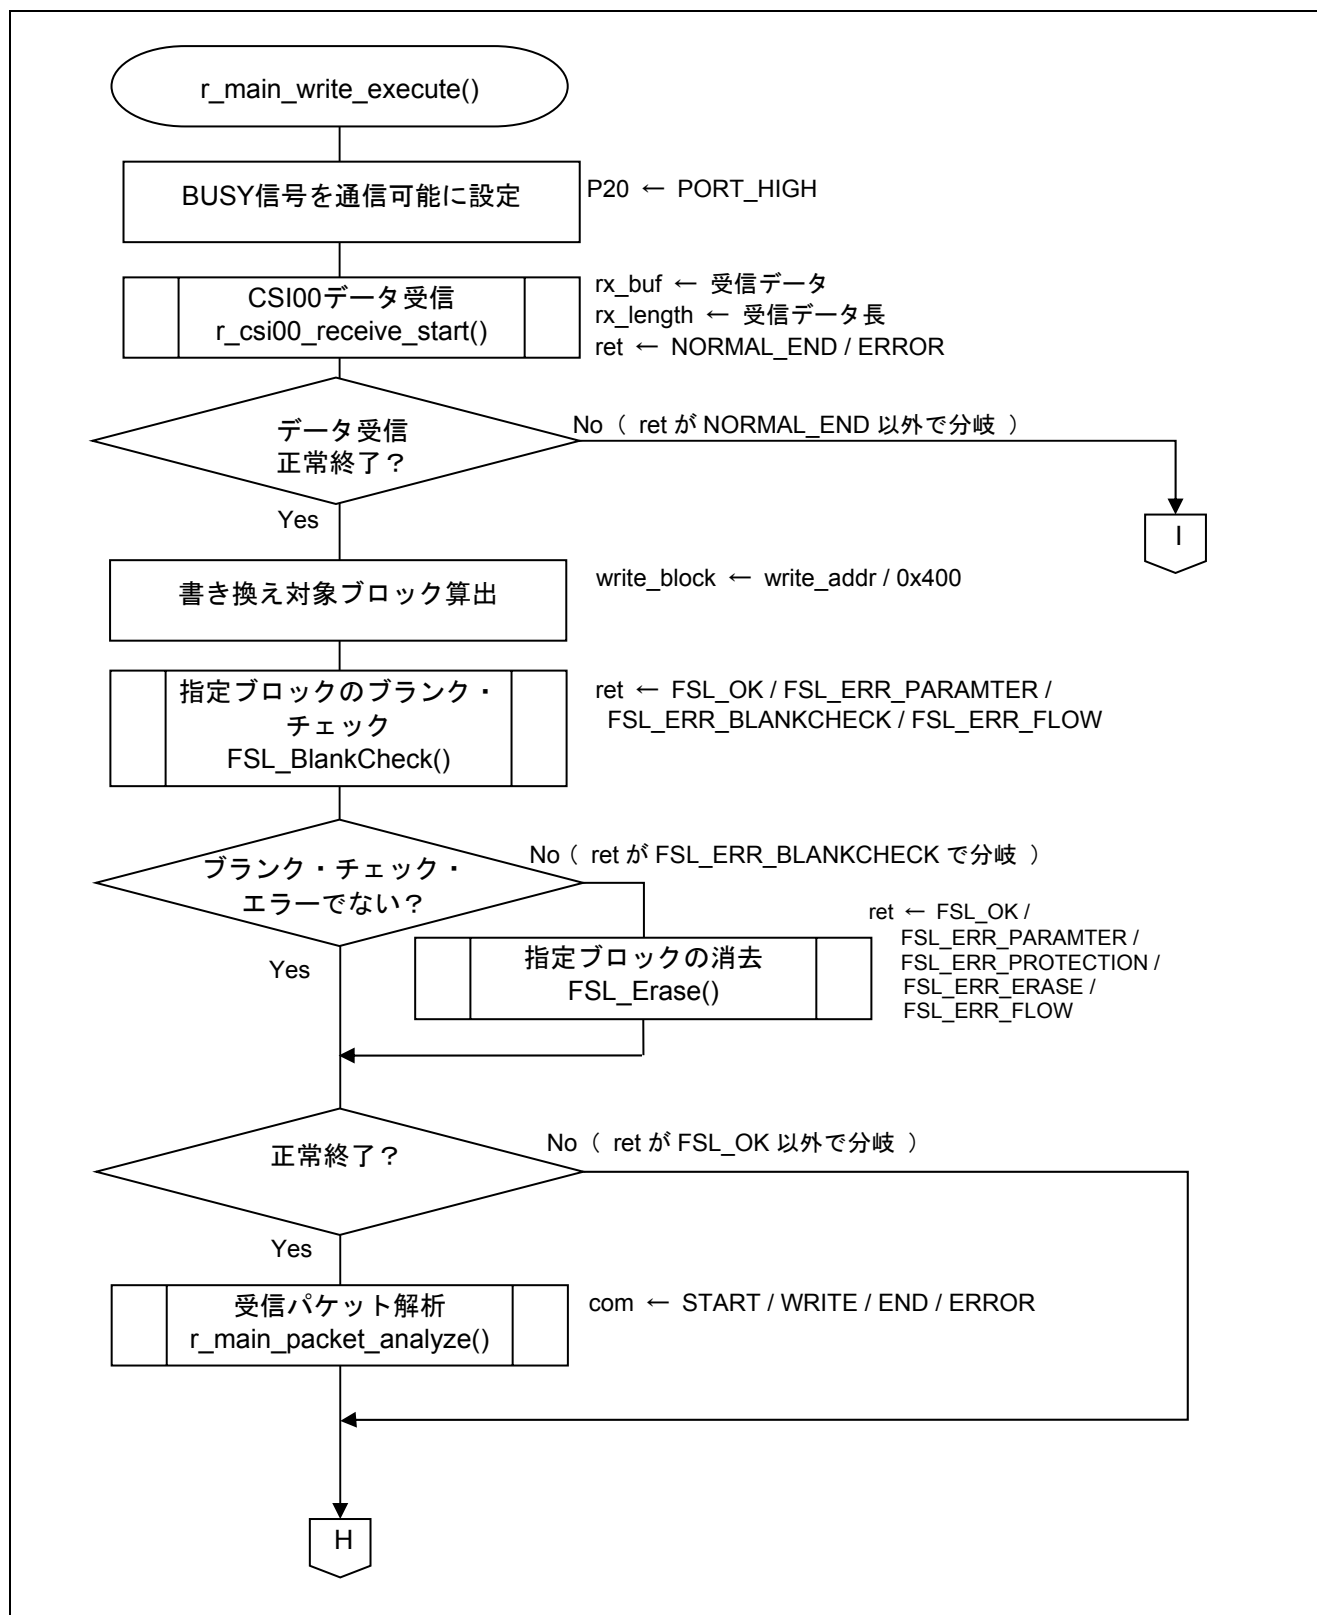 r_main_write_execute()
BUSY信号を通信可能に設定
P20 ← PORT_HIGH
CSI00データ受信
r_csi00_receive_start()
rx_buf ← 受信データ
rx_length ← 受信データ長
ret ← NORMAL_END / ERROR
データ受信
正常終了？
No（ ret が NORMAL_END 以外で分岐 ）
Yes
I
書き換え対象ブロック算出
write_block ← write_addr / 0x400
指定ブロックのブランク・
チェック
FSL_BlankCheck()
ret ← FSL_OK / FSL_ERR_PARAMTER /
FSL_ERR_BLANKCHECK / FSL_ERR_FLOW
ブランク・チェック・
エラーでない？
No（ ret が FSL_ERR_BLANKCHECK で分岐 ）
Yes
指定ブロックの消去
FSL_Erase()
ret ← FSL_OK /
FSL_ERR_PARAMTER /
FSL_ERR_PROTECTION /
FSL_ERR_ERASE /
FSL_ERR_FLOW
正常終了？
No（ ret が FSL_OK 以外で分岐 ）
Yes
受信パケット解析
r_main_packet_analyze()
com ← START / WRITE / END / ERROR
H